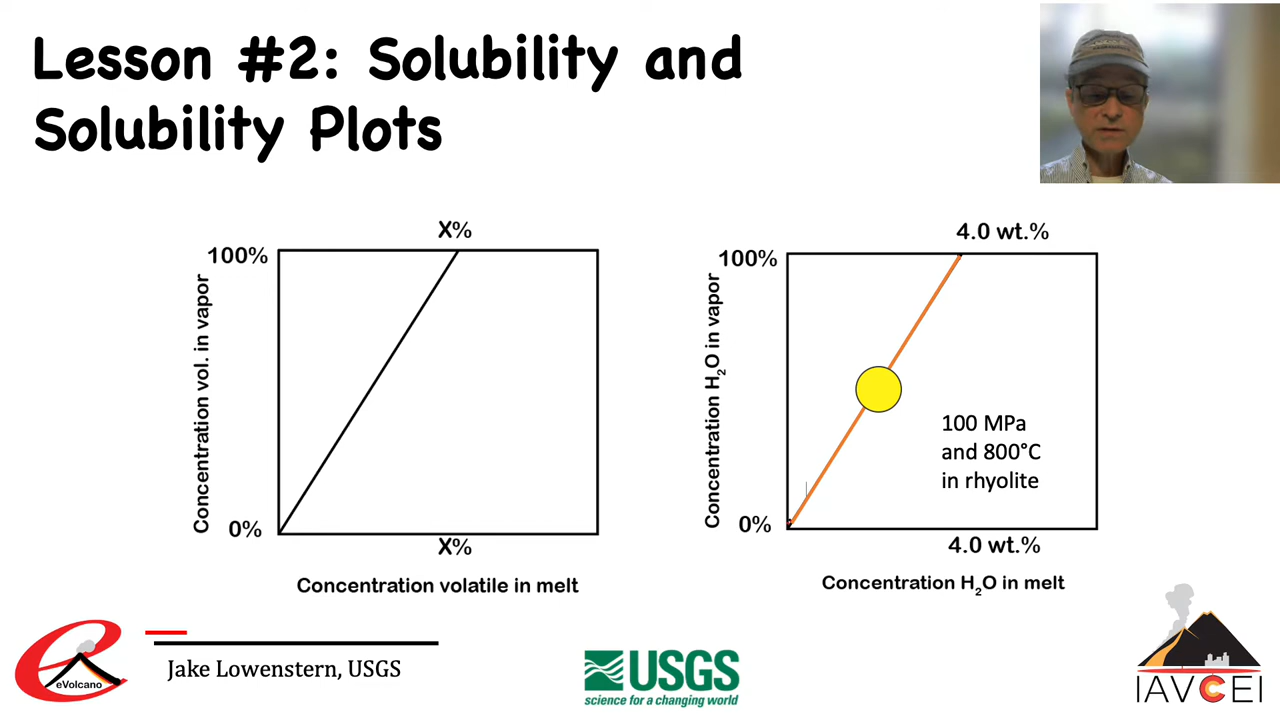 Lesson #2: Solubility and
Solubility Plots
X%
100%
Concentration vol. in vapor
0%
X%
Concentration volatile in melt
4.0 wt.%
100%
Concentration H₂O in vapor
100 MPa
and 800°C
in rhyolite
0%
4.0 wt.%
Concentration H₂O in melt
eVolcano
Jake Lowenstern, USGS
USGS
science for a changing world
IAVCEI